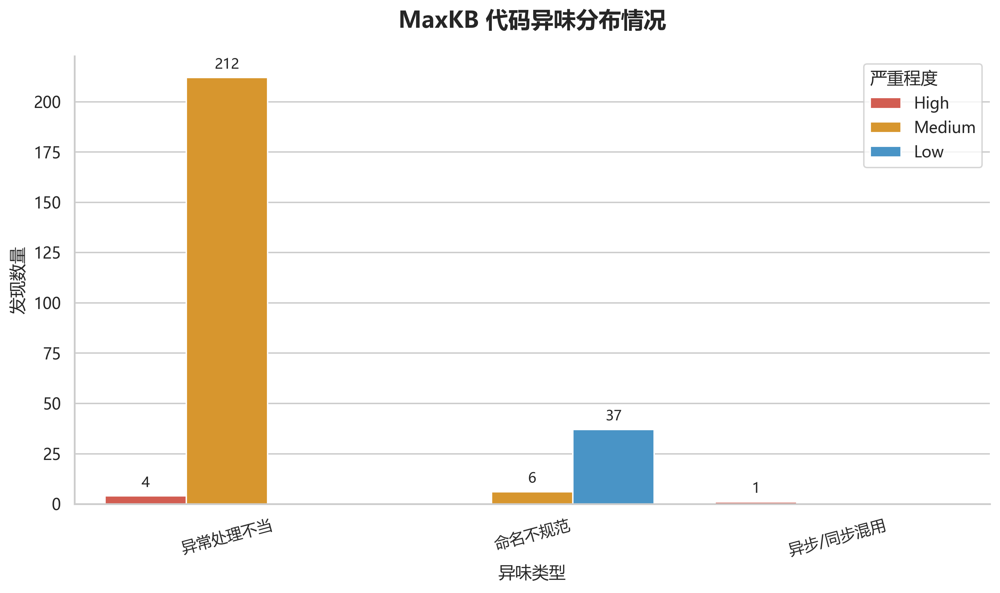 MaxKB 代码异味分布情况
发现数量
200
175
150
125
100
75
50
25
0
212
4
6
37
1
严重程度
High
Medium
Low
异常处理不当
命名不规范
异步/同步混用
异味类型